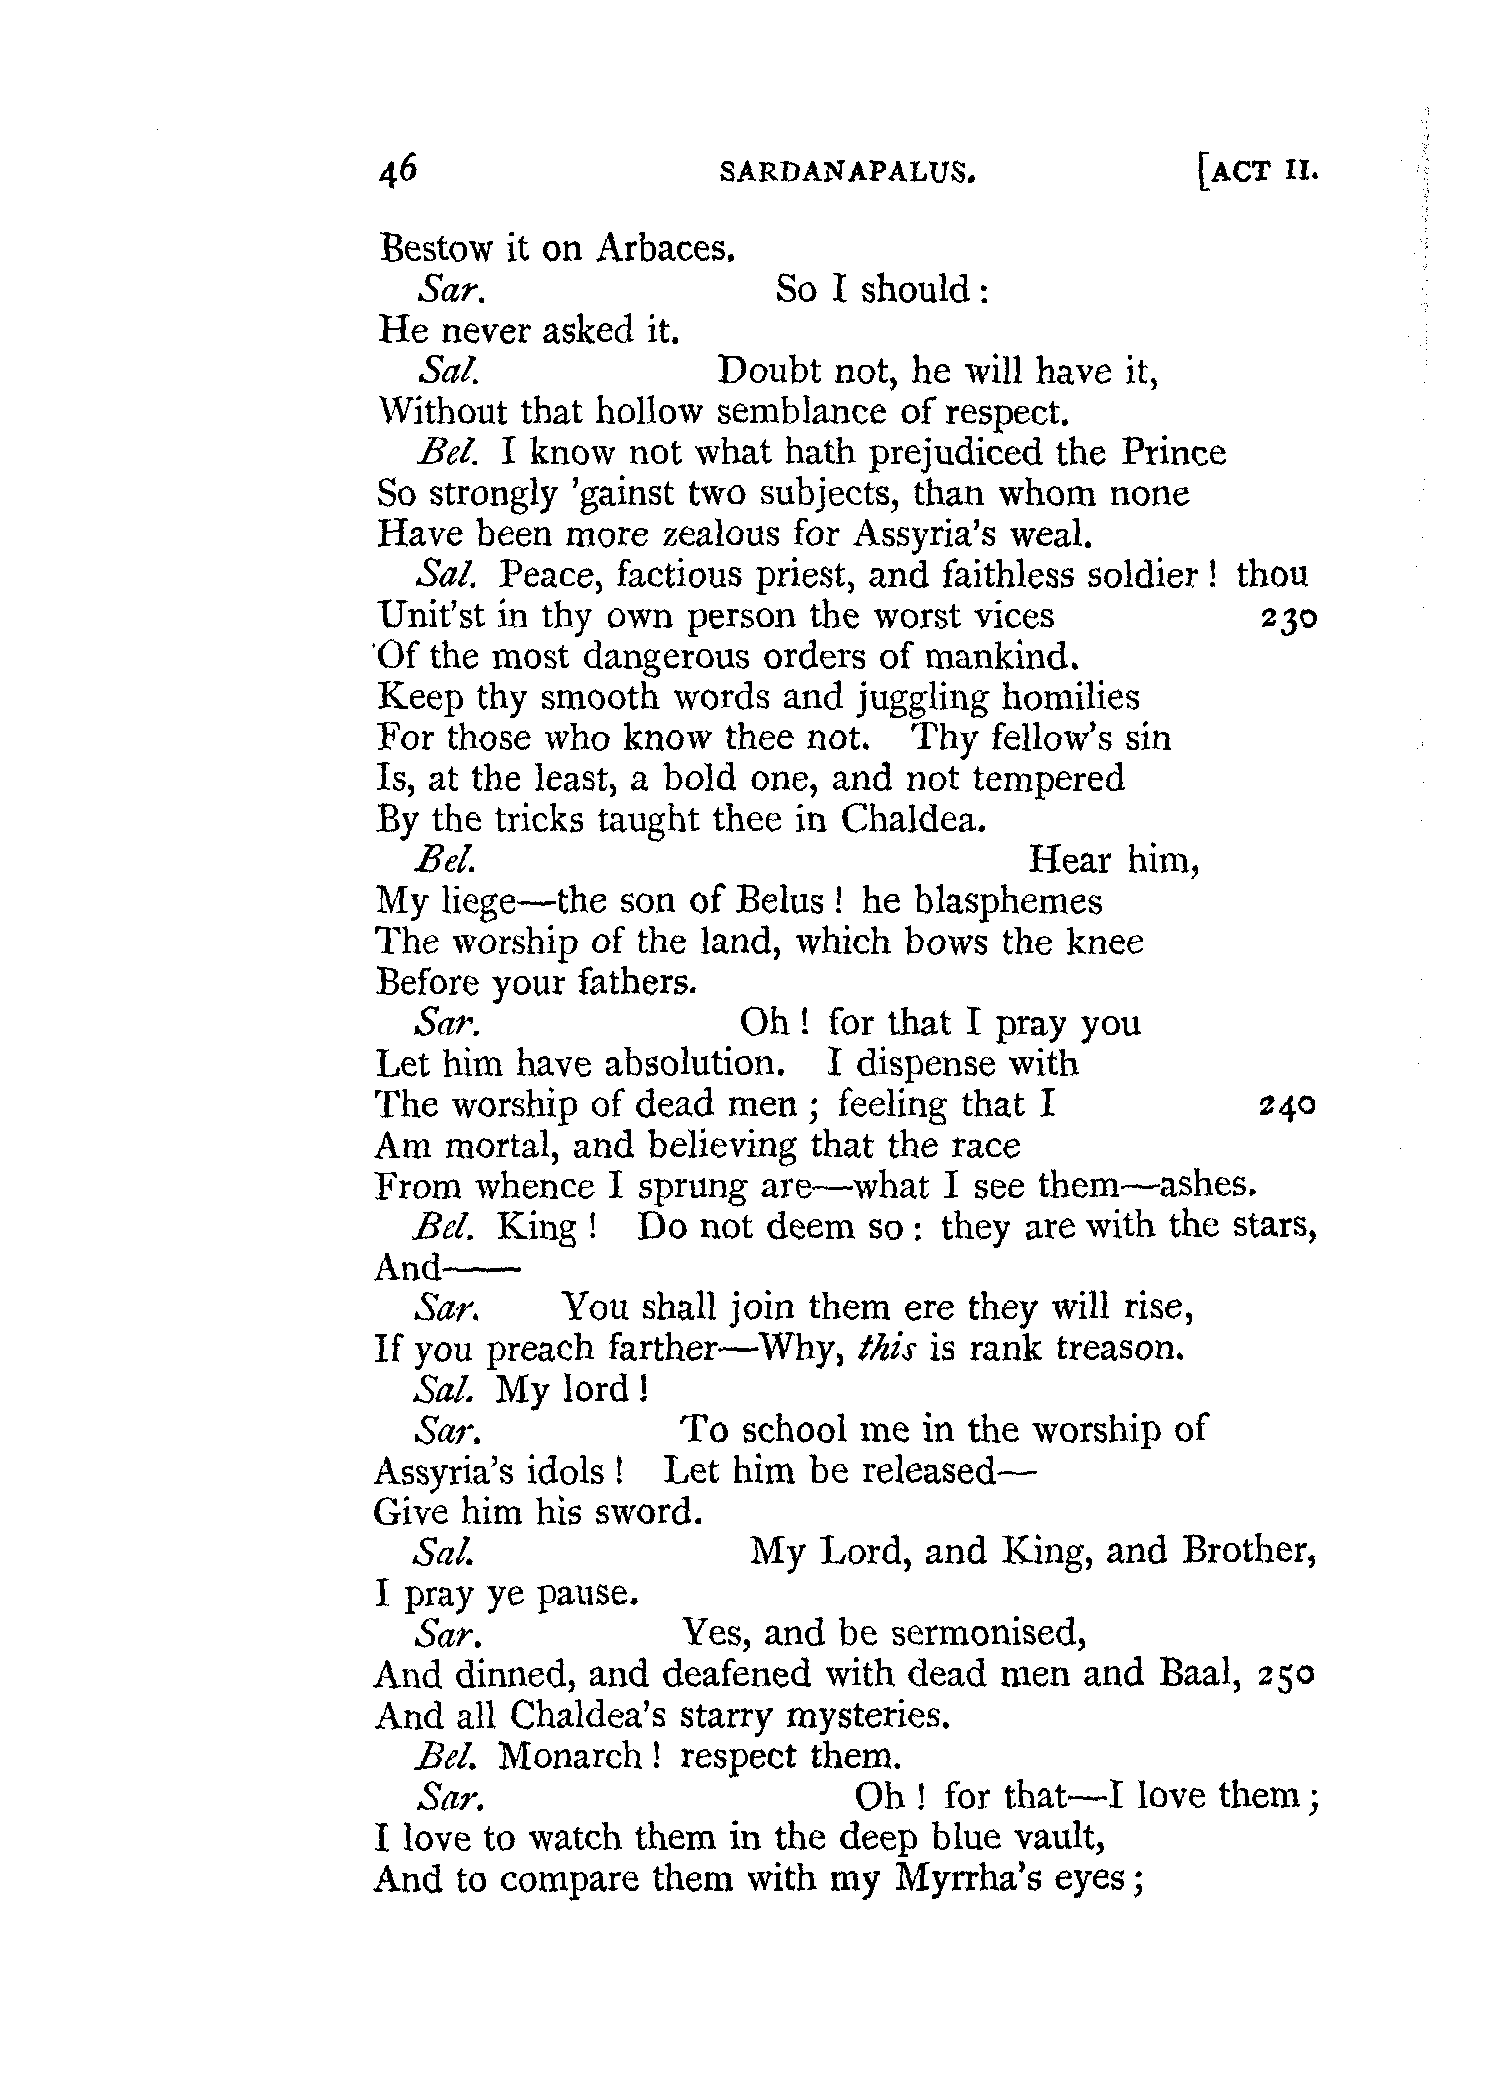 46 SARDANAPALUS. [ACT II.
Bestow it on Arbaces.
Sar. So I should :
He never asked it.
Sal. Doubt not, he will have it,
Without that hollow semblance of respect.
Bel. I know not what hath prejudiced the Prince
So strongly 'gainst two subjects, than whom none
Have been more zealous for Assyria's weal.
Sal. Peace, factious priest, and faithless soldier ! thou
Unit'st in thy own person the worst vices 230
Of the most dangerous orders of mankind.
Keep thy smooth words and juggling homilies
For those who know thee not. Thy fellow's sin
Is, at the least, a bold one, and not tempered
By the tricks taught thee in Chaldea.
Bel. Hear him,
My liege—the son of Belus ! he blasphemes
The worship of the land, which bows the knee
Before your fathers.
Sar. Oh ! for that I pray you
Let him have absolution. I dispense with
The worship of dead men ; feeling that I 240
Am mortal, and believing that the race
From whence I sprung are—what I see them—ashes.
Bel. King ! Do not deem so : they are with the stars,
And——
Sar. You shall join them ere they will rise,
If you preach farther—Why, this is rank treason.
Sal. My lord !
Sar. To school me in the worship of
Assyria's idols ! Let him be released—
Give him his sword.
Sal. My Lord, and King, and Brother,
I pray ye pause.
Sar. Yes, and be sermonised,
And dinned, and deafened with dead men and Baal, 250
And all Chaldea's starry mysteries.
Bel. Monarch ! respect them.
Sar. Oh ! for that—I love them ;
I love to watch them in the deep blue vault,
And to compare them with my Myrrha's eyes ;